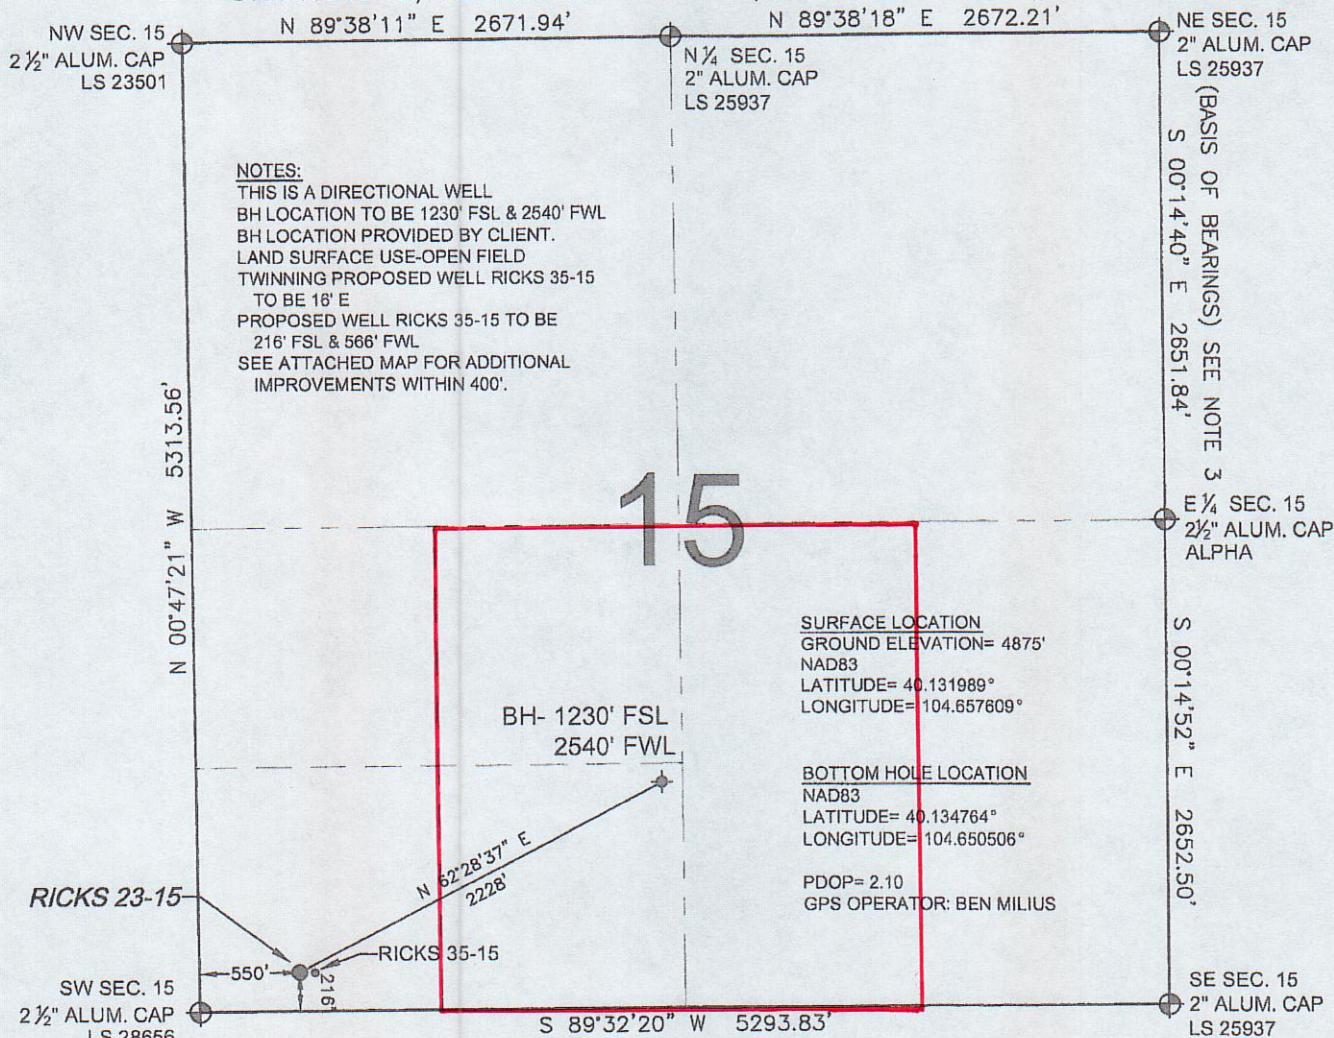 N 89°38'11" E 2671.94'
N 89°38'18" E 2672.21'
NW SEC. 15
2 ½" ALUM. CAP
LS 23501
N ¼ SEC. 15
2" ALUM. CAP
LS 25937
NE SEC. 15
2" ALUM. CAP
LS 25937
(BASIS OF BEARINGS) SEE NOTE 3
S 00°14'40" E 2651.84'
NOTES:
THIS IS A DIRECTIONAL WELL
BH LOCATION TO BE 1230' FSL & 2540' FWL
BH LOCATION PROVIDED BY CLIENT.
LAND SURFACE USE-OPEN FIELD
TWINNING PROPOSED WELL RICKS 35-15
TO BE 16' E
PROPOSED WELL RICKS 35-15 TO BE
216' FSL & 566' FWL
SEE ATTACHED MAP FOR ADDITIONAL
IMPROVEMENTS WITHIN 400'.
N 00°47'21" W 5313.56'
15
E ¼ SEC. 15
2½" ALUM. CAP
ALPHA
SURFACE LOCATION
GROUND ELEVATION= 4875'
NAD83
LATITUDE= 40.131989°
LONGITUDE= 104.657609°
BH- 1230' FSL
2540' FWL
BOTTOM HOLE LOCATION
NAD83
LATITUDE= 40.134764°
LONGITUDE= 104.650506°
PDOP= 2.10
GPS OPERATOR: BEN MILIUS
S 00°14'52" E 2652.50'
N 62°28'37" E
2228'
RICKS 23-15
RICKS 35-15
550'
216'
SW SEC. 15
2 ½" ALUM. CAP
LS 28656
S 89°32'20" W 5293.83'
SE SEC. 15
2" ALUM. CAP
LS 25937